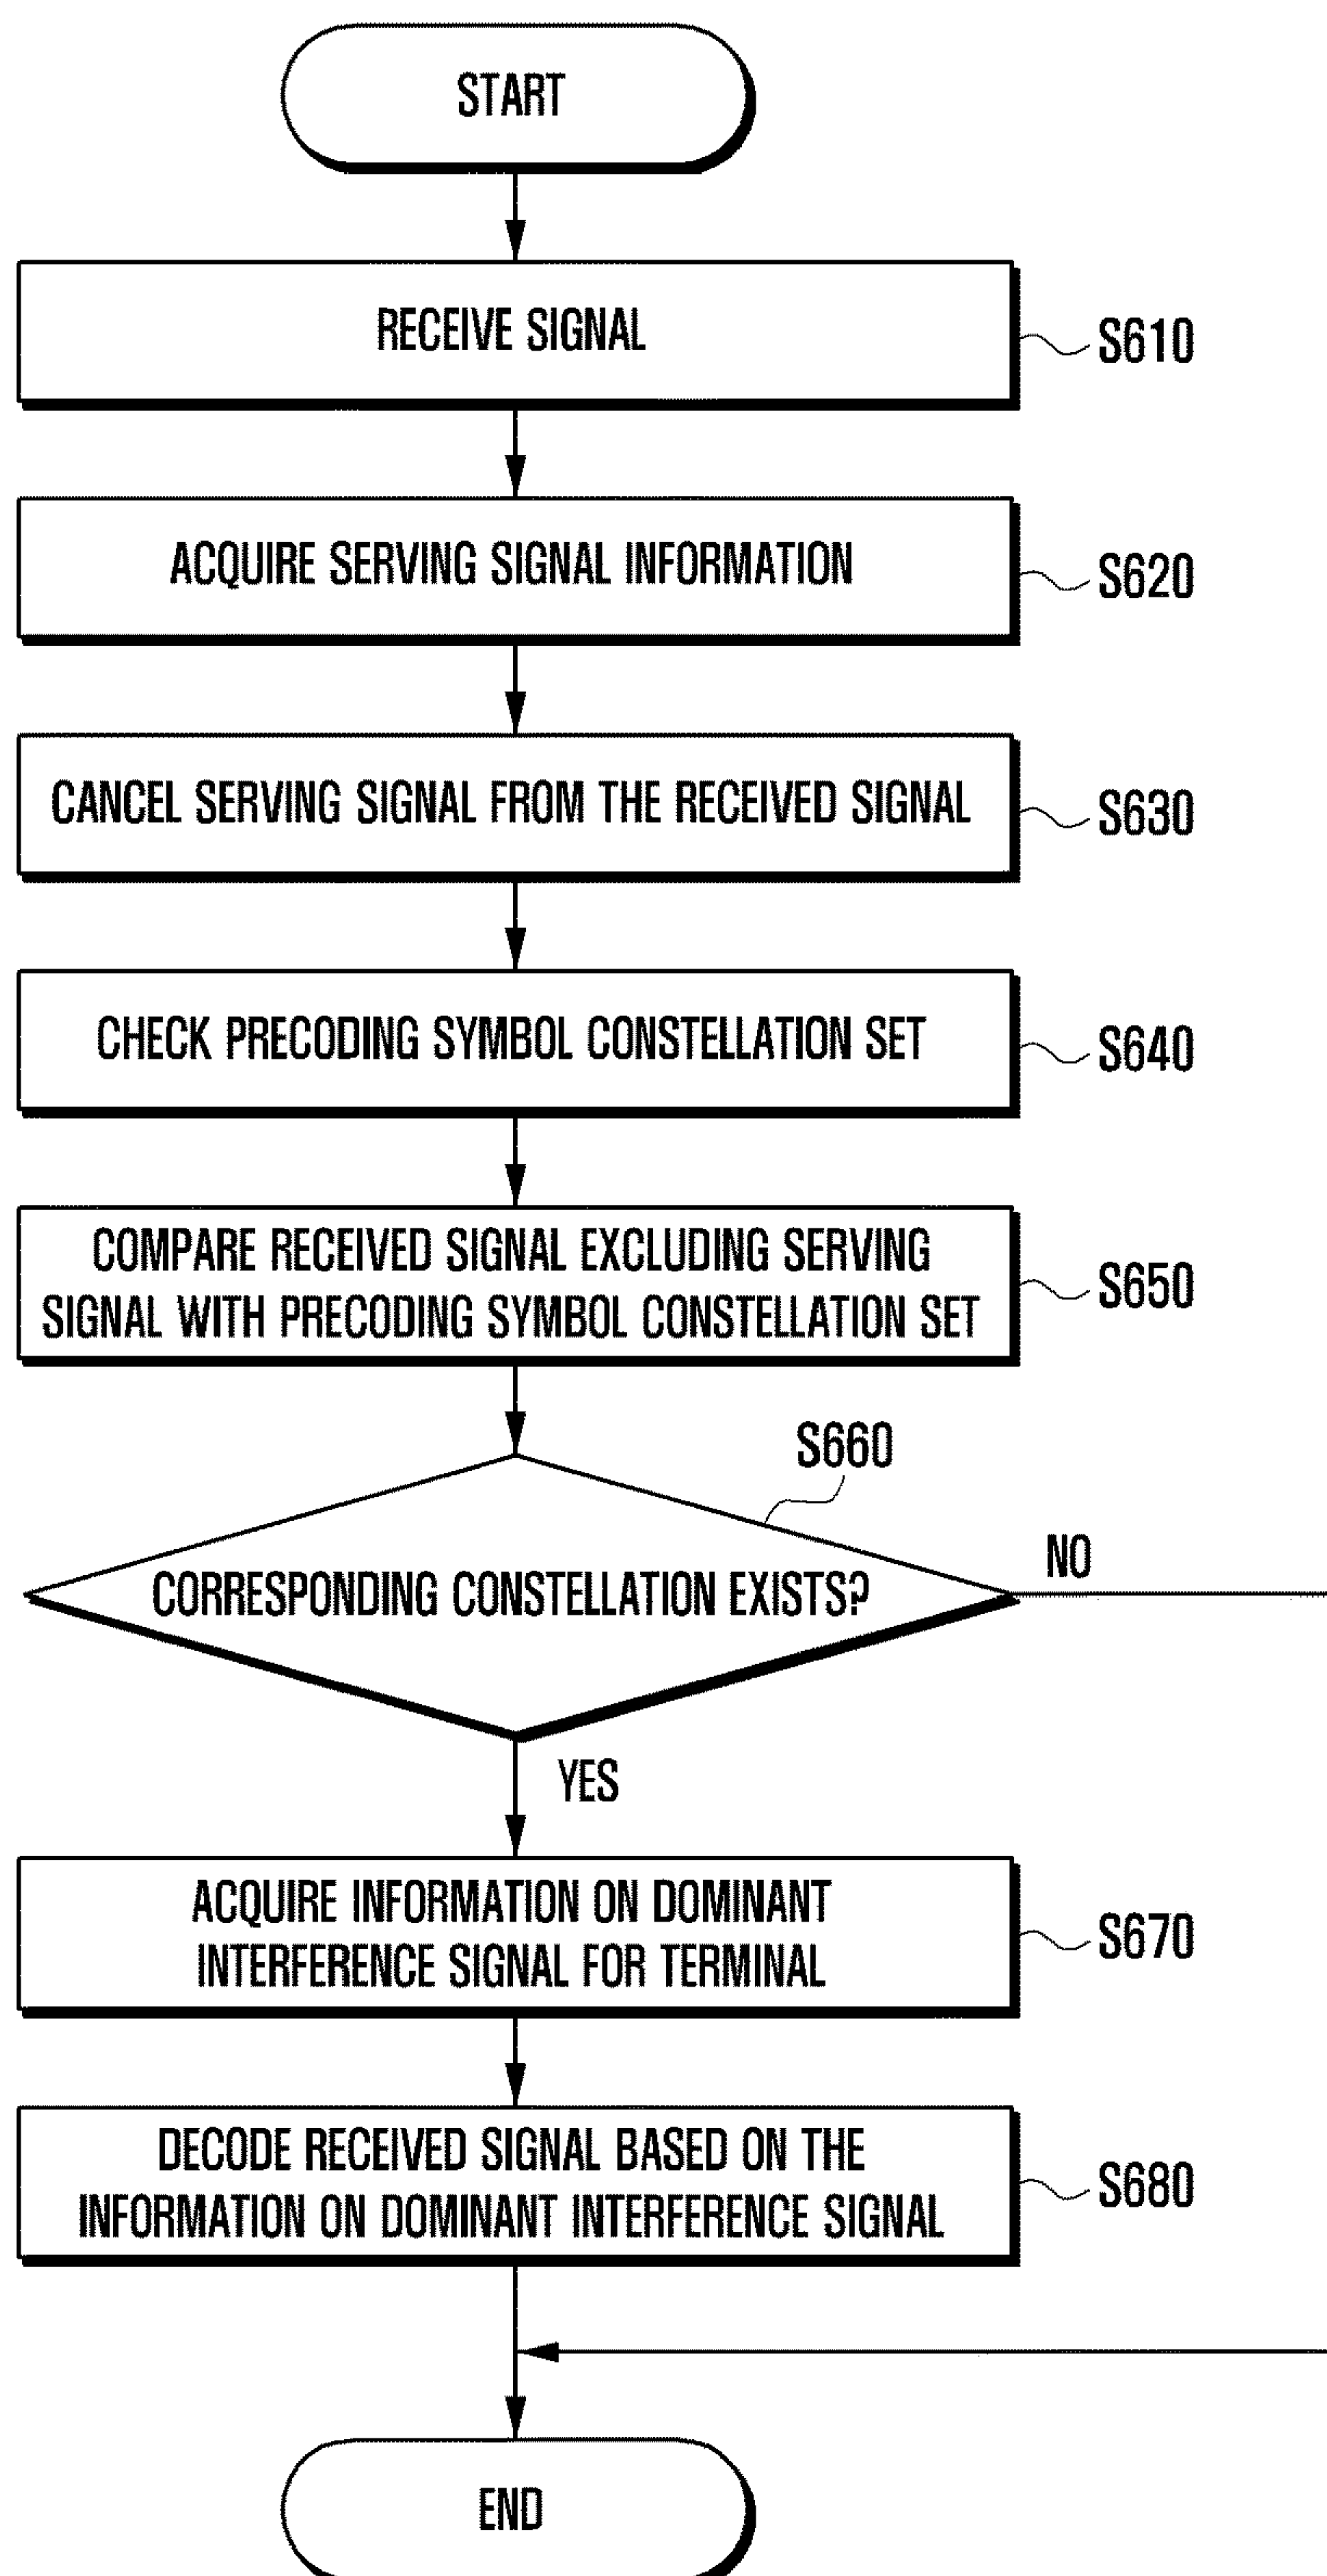 START
RECEIVE SIGNAL
S610
ACQUIRE SERVING SIGNAL INFORMATION
S620
CANCEL SERVING SIGNAL FROM THE RECEIVED SIGNAL
S630
CHECK PRECODING SYMBOL CONSTELLATION SET
S640
COMPARE RECEIVED SIGNAL EXCLUDING SERVING
SIGNAL WITH PRECODING SYMBOL CONSTELLATION SET
S650
S660
CORRESPONDING CONSTELLATION EXISTS?
NO
YES
ACQUIRE INFORMATION ON DOMINANT
INTERFERENCE SIGNAL FOR TERMINAL
S670
DECODE RECEIVED SIGNAL BASED ON THE
INFORMATION ON DOMINANT INTERFERENCE SIGNAL
S680
END